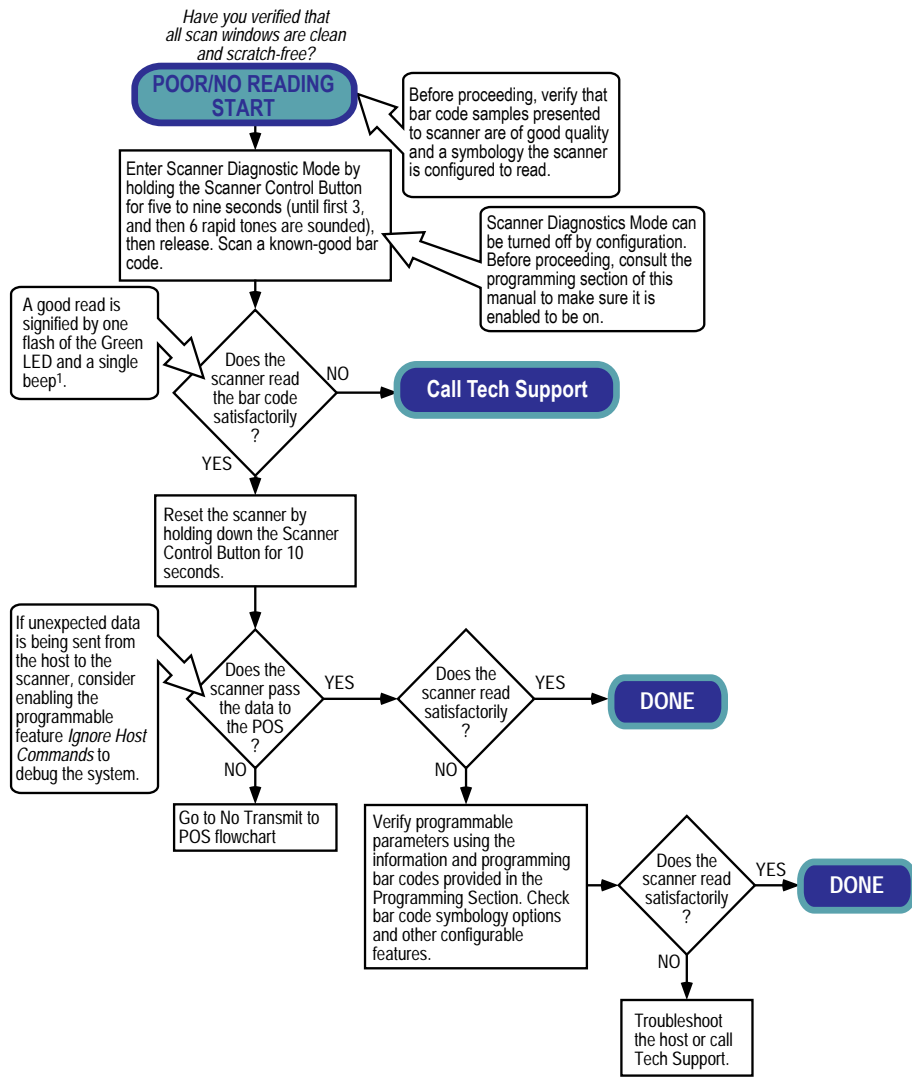 Have you verified that
all scan windows are clean
and scratch-free?
POOR/NO READING
START
Before proceeding, verify that
bar code samples presented
to scanner are of good quality
and a symbology the scanner
is configured to read.
Enter Scanner Diagnostic Mode by
holding the Scanner Control Button
for five to nine seconds (until first 3,
and then 6 rapid tones are sounded),
then release. Scan a known-good bar
code.
Scanner Diagnostics Mode can
be turned off by configuration.
Before proceeding, consult the
programming section of this
manual to make sure it is
enabled to be on.
A good read is
signified by one
flash of the Green
LED and a single
beep¹.
Does the
scanner read
the bar code
satisfactorily
?
NO
Call Tech Support
YES
Reset the scanner by
holding down the Scanner
Control Button for 10
seconds.
If unexpected data
is being sent from
the host to the
scanner, consider
enabling the
programmable
feature Ignore Host
Commands to
debug the system.
Does the
scanner pass
the data to
the POS
?
YES
Does the
scanner read
satisfactorily
?
YES
DONE
NO
Go to No Transmit to
POS flowchart
NO
Verify programmable
parameters using the
information and programming
bar codes provided in the
Programming Section. Check
bar code symbology options
and other configurable
features.
Does the
scanner read
satisfactorily
?
YES
DONE
NO
Troubleshoot
the host or call
Tech Support.